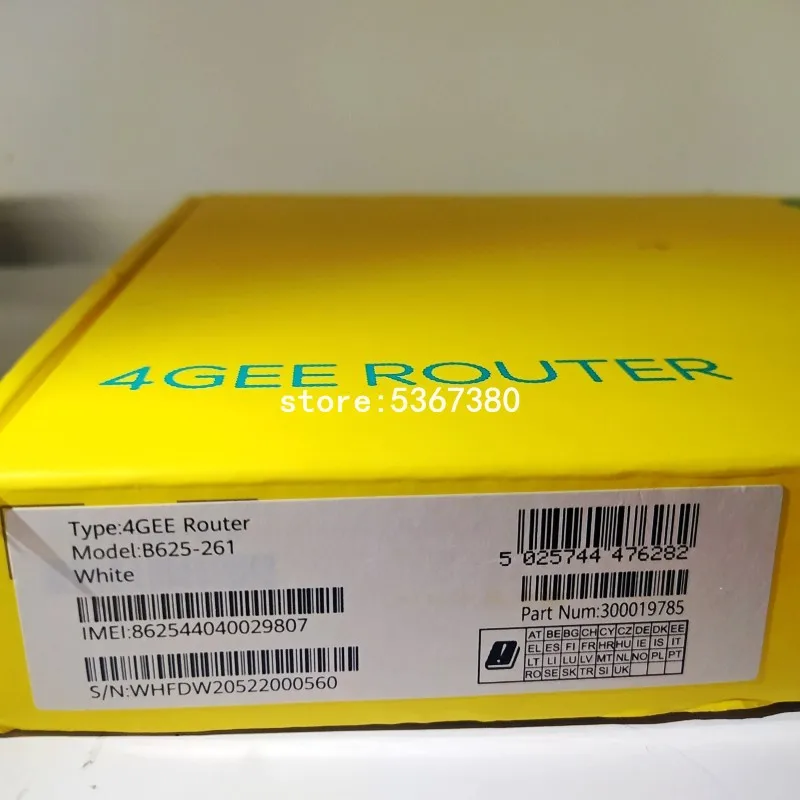 4GEE ROUTER
store:5367380
Type:4GEE Router
Model:B625-261
White
IMEI:862544040029807
S/N:WHFDW20522000560
5 025744 476282
Part Num:300019785
AT BE BG CH CY CZ DE DK EE
EL ES FI FR HR HU IE IS IT
LT LI LU LV MT NL NO PL PT
RO SE SK TR SI UK